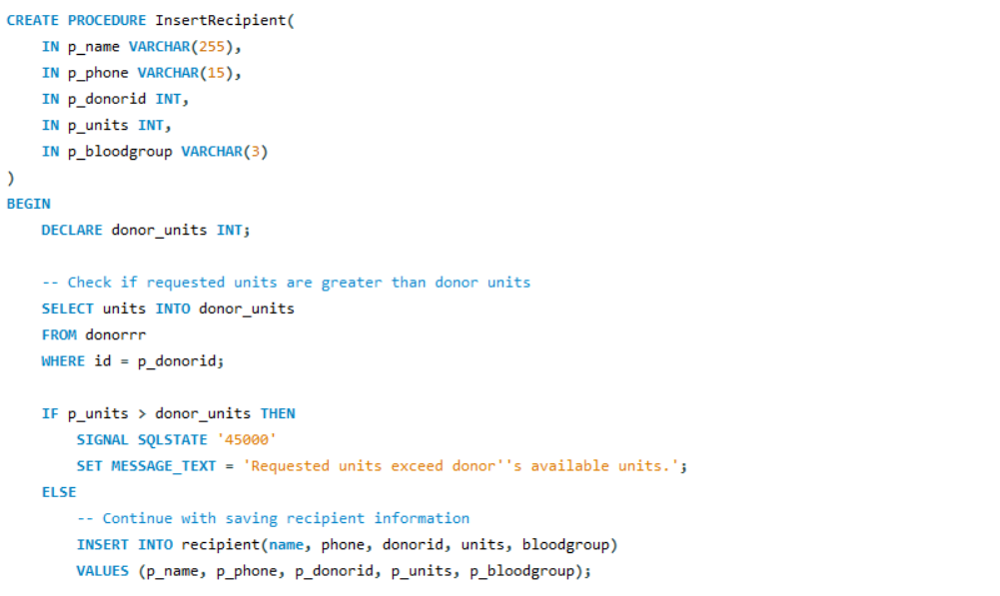 CREATE PROCEDURE InsertRecipient(
    IN p_name VARCHAR(255),
    IN p_phone VARCHAR(15),
    IN p_donorid INT,
    IN p_units INT,
    IN p_bloodgroup VARCHAR(3)
)
BEGIN
    DECLARE donor_units INT;

    -- Check if requested units are greater than donor units
    SELECT units INTO donor_units
    FROM donorrr
    WHERE id = p_donorid;

    IF p_units > donor_units THEN
        SIGNAL SQLSTATE '45000'
        SET MESSAGE_TEXT = 'Requested units exceed donor''s available units.';
    ELSE
        -- Continue with saving recipient information
        INSERT INTO recipient(name, phone, donorid, units, bloodgroup)
        VALUES (p_name, p_phone, p_donorid, p_units, p_bloodgroup);